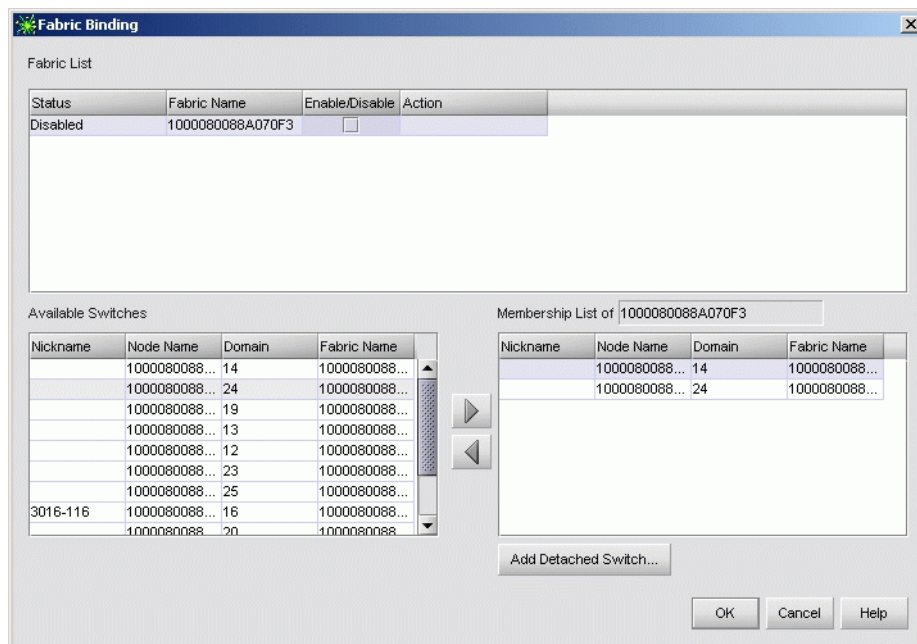 Fabric Binding
Fabric List
Status Fabric Name Enable/Disable Action
Disabled 1000080088A070F3
Available Switches
Nickname Node Name Domain Fabric Name
1000080088... 14 1000080088...
1000080088... 24 1000080088...
1000080088... 19 1000080088...
1000080088... 13 1000080088...
1000080088... 12 1000080088...
1000080088... 23 1000080088...
1000080088... 25 1000080088...
3016-116 1000080088... 16 1000080088...
1000080088... 20 1000080088...
Membership List of 1000080088A070F3
Nickname Node Name Domain Fabric Name
1000080088... 14 1000080088...
1000080088... 24 1000080088...
Add Detached Switch...
OK Cancel Help